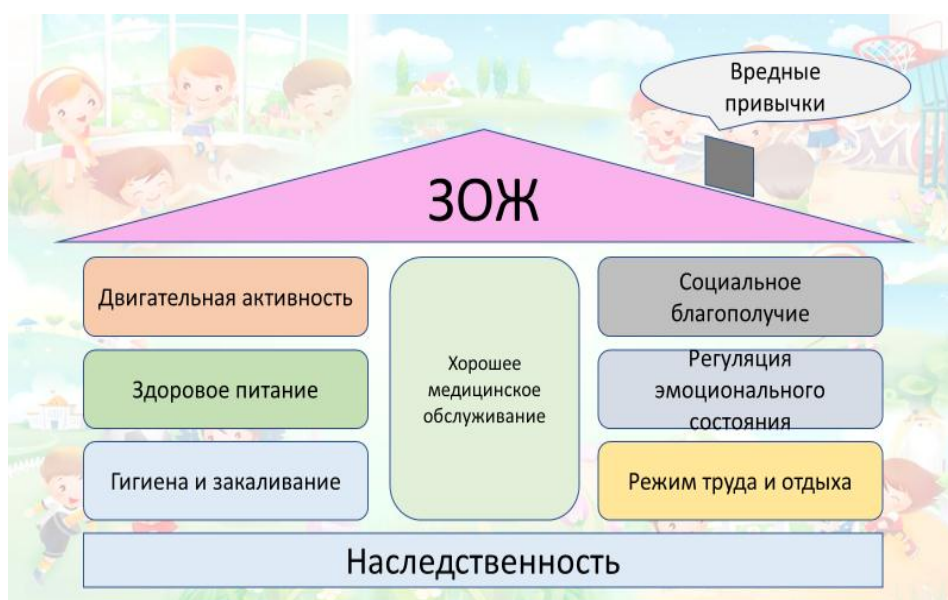 Вредные
привычки
ЗОЖ
Двигательная активность
Здоровое питание
Гигиена и закаливание
Хорошее
медицинское
обслуживание
Социальное
благополучие
Регуляция
эмоционального
состояния
Режим труда и отдыха
Наследственность